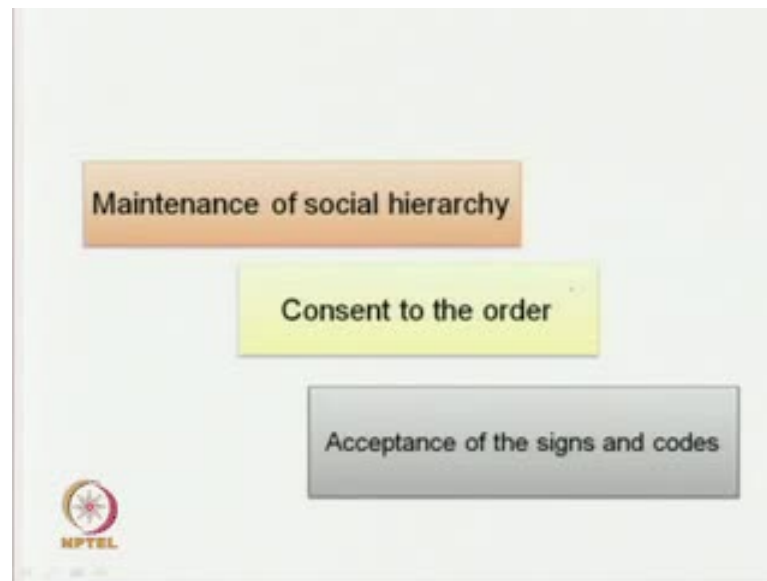 Maintenance of social hierarchy
Consent to the order
Acceptance of the signs and codes
NPTEL